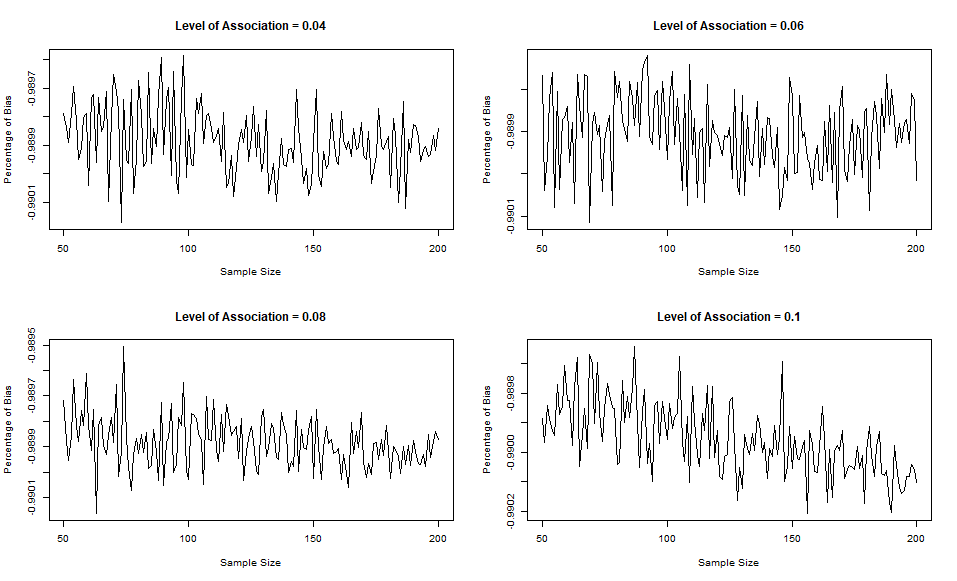 Level of Association = 0.04
Percentage of Bias
-0.9897
-0.9899
-0.9901
50
100
150
200
Sample Size
Level of Association = 0.06
Percentage of Bias
-0.9899
-0.9901
50
100
150
200
Sample Size
Level of Association = 0.08
Percentage of Bias
-0.9895
-0.9897
-0.9899
-0.9901
50
100
150
200
Sample Size
Level of Association = 0.1
Percentage of Bias
-0.9898
-0.9900
-0.9902
50
100
150
200
Sample Size